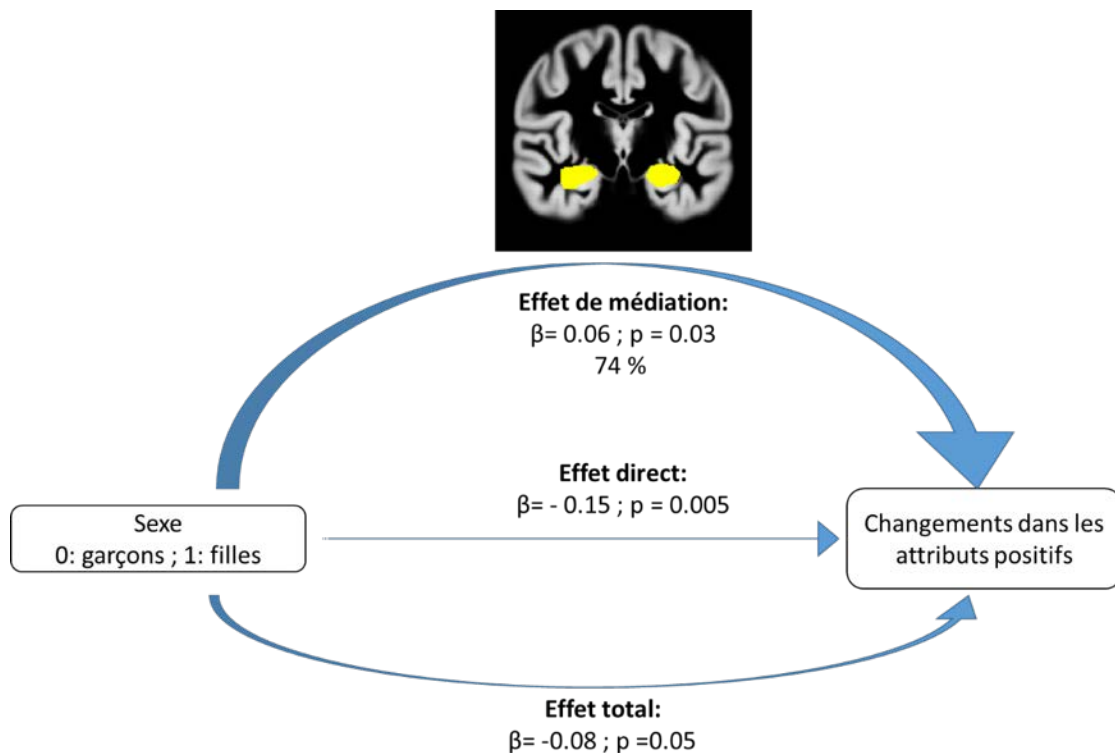 Effet de médiation:
β= 0.06 ; p = 0.03
74 %
Effet direct:
β= - 0.15 ; p = 0.005
Sexe
0: garçons ; 1: filles
Changements dans les
attributs positifs
Effet total:
β= -0.08 ; p =0.05